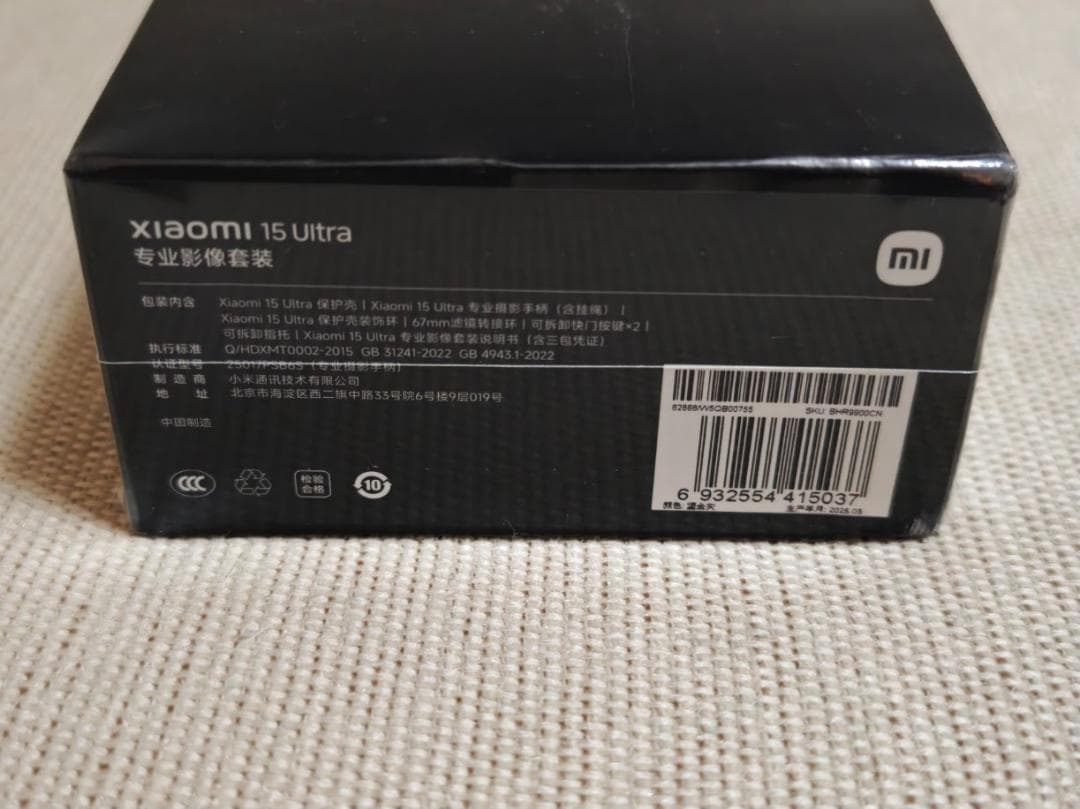 xiaomi 15 Ultra
专业影像套装
mi
包装内含 Xiaomi 15 Ultra 保护壳 | Xiaomi 15 Ultra 专业摄影手柄（含挂绳） |
Xiaomi 15 Ultra 保护壳装饰环 | 67mm滤镜转接环 | 可拆卸快门按键×2 |
可拆卸指托 | Xiaomi 15 Ultra 专业影像套装说明书（含三包凭证）
执行标准 Q/HDXMT0002-2015 GB 31241-2022 GB 4943.1-2022
认证型号 25017PSB6S（专业摄影手柄）
制造商 小米通讯技术有限公司
地址 北京市海淀区西二旗中路33号院6号楼9层019号
中国制造
CCC
检验
合格
10
SKU: BHR9900CN
6 932554 415037
颜色: 生产年月: 2025.03